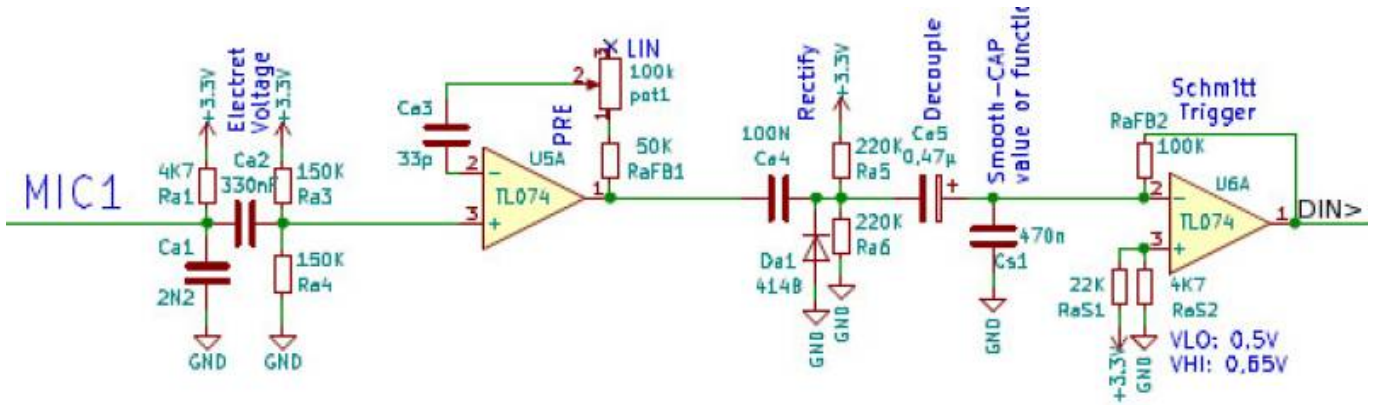 MIC1
+3.3V
4K7
Ra1
Ca1
2N2
GND
Electret
Voltage
Ca2
330nF
+3.3V
150K
Ra3
150K
Ra4
GND
Ca3
33p
LIN
3
2
100k
pot1
1
PRE
50K
RaFB1
U5A
TL074
2
-
3
+
1
100N
Ca4
Rectify
+3.3V
220K
Ra5
220K
Ra6
Da1
414B
GND
GND
Decouple
Ca5
0,47µ
+
Smooth-CAP
value or functio
470n
Cs1
GND
Schmitt
Trigger
RaFB2
100K
U6A
TL074
2
-
3
+
1
DIN>
22K
RaS1
4K7
RaS2
+3.3V
GND
VLO: 0.5V
VHI: 0,65V